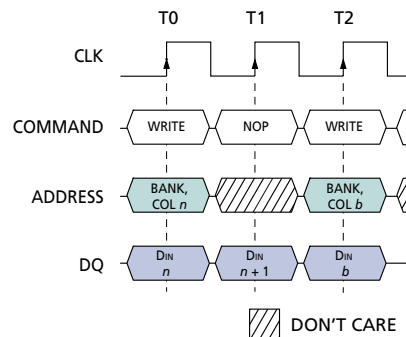 T0 T1 T2
CLK
COMMAND WRITE NOP WRITE
BANK, BANK,
ADDRESS
COL n COL b
DIN DIN DIN
DQ
n n + 1 b
DON'T CARE